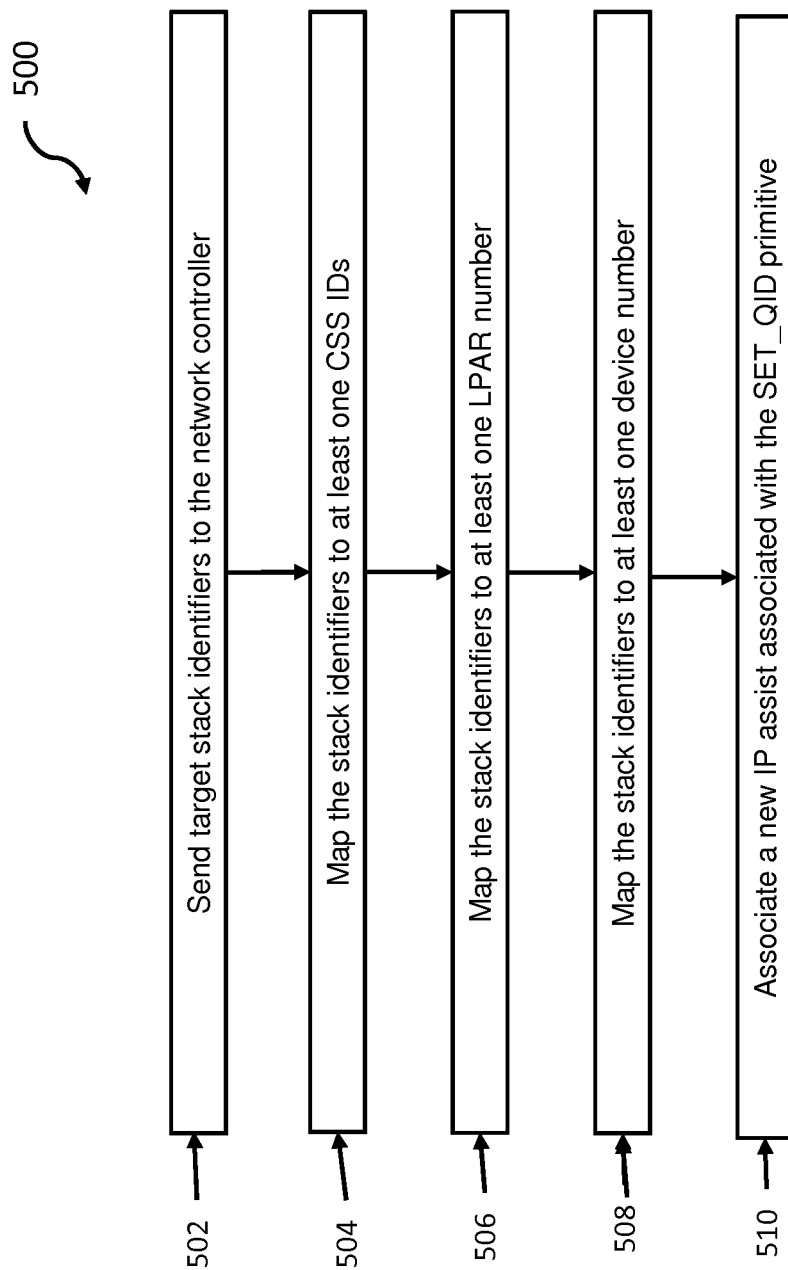 500
502
Send target stack identifiers to the network controller
504
Map the stack identifiers to at least one CSS IDs
506
Map the stack identifiers to at least one LPAR number
508
Map the stack identifiers to at least one device number
510
Associate a new IP assist associated with the SET_QID primitive